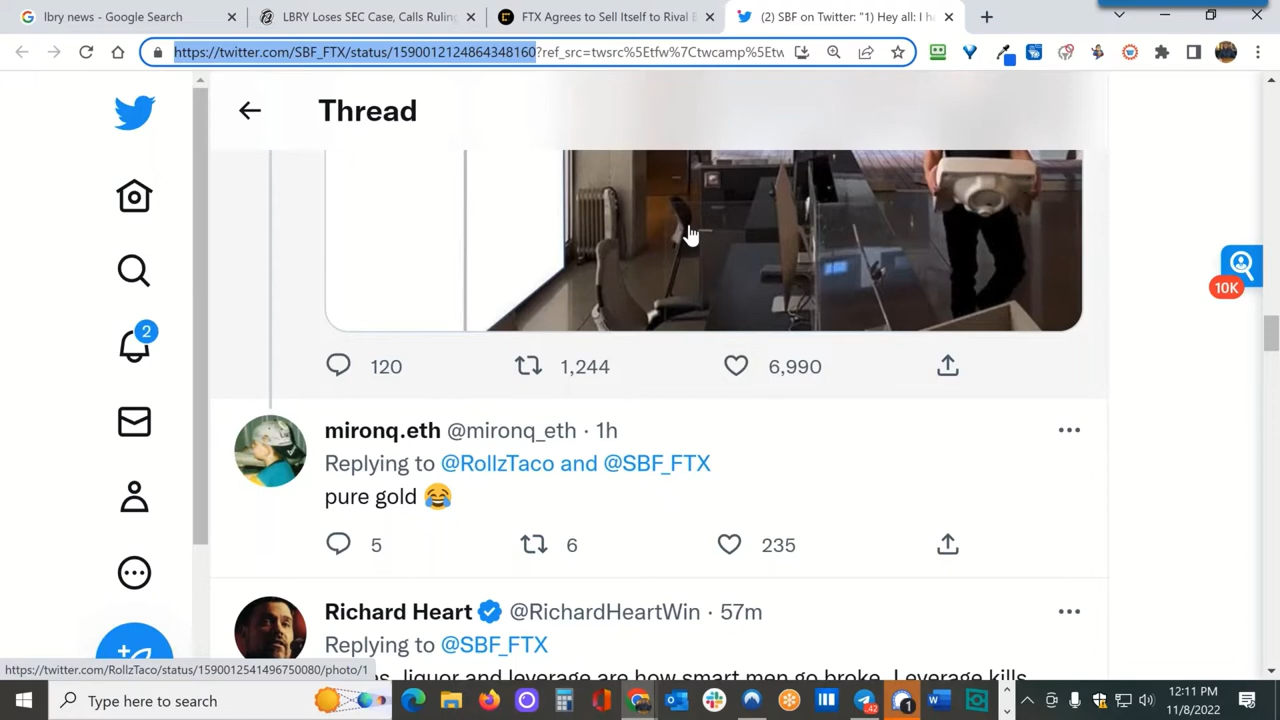 lbry news - Google Search
LBRY Loses SEC Case, Calls Ruling
FTX Agrees to Sell Itself to Rival B
(2) SBF on Twitter: "1) Hey all: I h
https://twitter.com/SBF_FTX/status/1590012124864348160?ref_src=twsrc%5Etfw%7Ctwcamp%5Etw
Thread
120
1,244
6,990
2
10K
mironq.eth @mironq_eth · 1h
Replying to @RollzTaco and @SBF_FTX
pure gold 😂
5
6
235
Richard Heart @RichardHeartWin · 57m
Replying to @SBF_FTX
liquor and leverage are how smart men go broke. Leverage kills
https://twitter.com/RollzTaco/status/1590012541496750080/photo/1
Type here to search
42
1
12:11 PM
11/8/2022